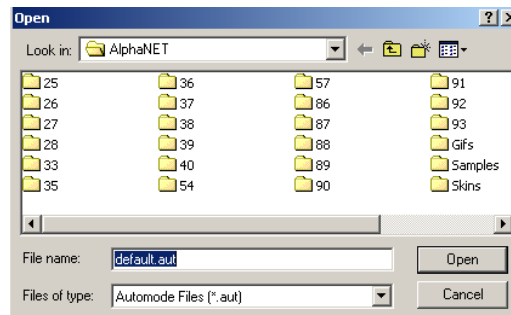 Open
Look in: AlphaNET
25 36 57 91
26 37 86 92
27 38 87 93
28 39 88 Gifs
33 40 89 Samples
35 54 90 Skins
File name: default.aut Open
Files of type: Automode Files (*.aut) Cancel